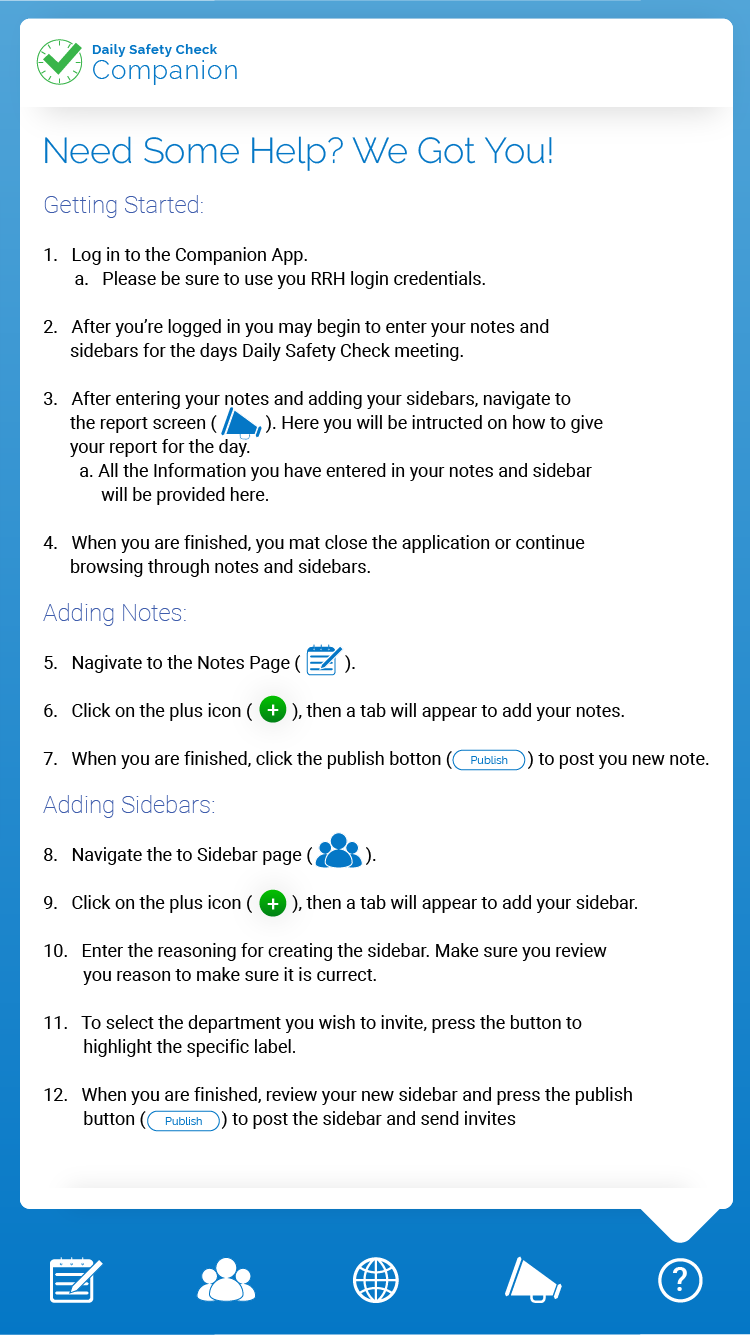 Daily Safety Check
Companion
Need Some Help? We Got You!
Getting Started:
1. Log in to the Companion App.
a. Please be sure to use you RRH login credentials.
2. After you’re logged in you may begin to enter your notes and
sidebars for the days Daily Safety Check meeting.
3. After entering your notes and adding your sidebars, navigate to
the report screen ( ). Here you will be intructed on how to give
your report for the day.
a. All the Information you have entered in your notes and sidebar
will be provided here.
4. When you are finished, you mat close the application or continue
browsing through notes and sidebars.
Adding Notes:
5. Nagivate to the Notes Page ( ).
6. Click on the plus icon ( + ), then a tab will appear to add your notes.
7. When you are finished, click the publish botton ( Publish ) to post you new note.
Adding Sidebars:
8. Navigate the to Sidebar page ( ).
9. Click on the plus icon ( + ), then a tab will appear to add your sidebar.
10. Enter the reasoning for creating the sidebar. Make sure you review
you reason to make sure it is currect.
11. To select the department you wish to invite, press the button to
highlight the specific label.
12. When you are finished, review your new sidebar and press the publish
button ( Publish ) to post the sidebar and send invites
?